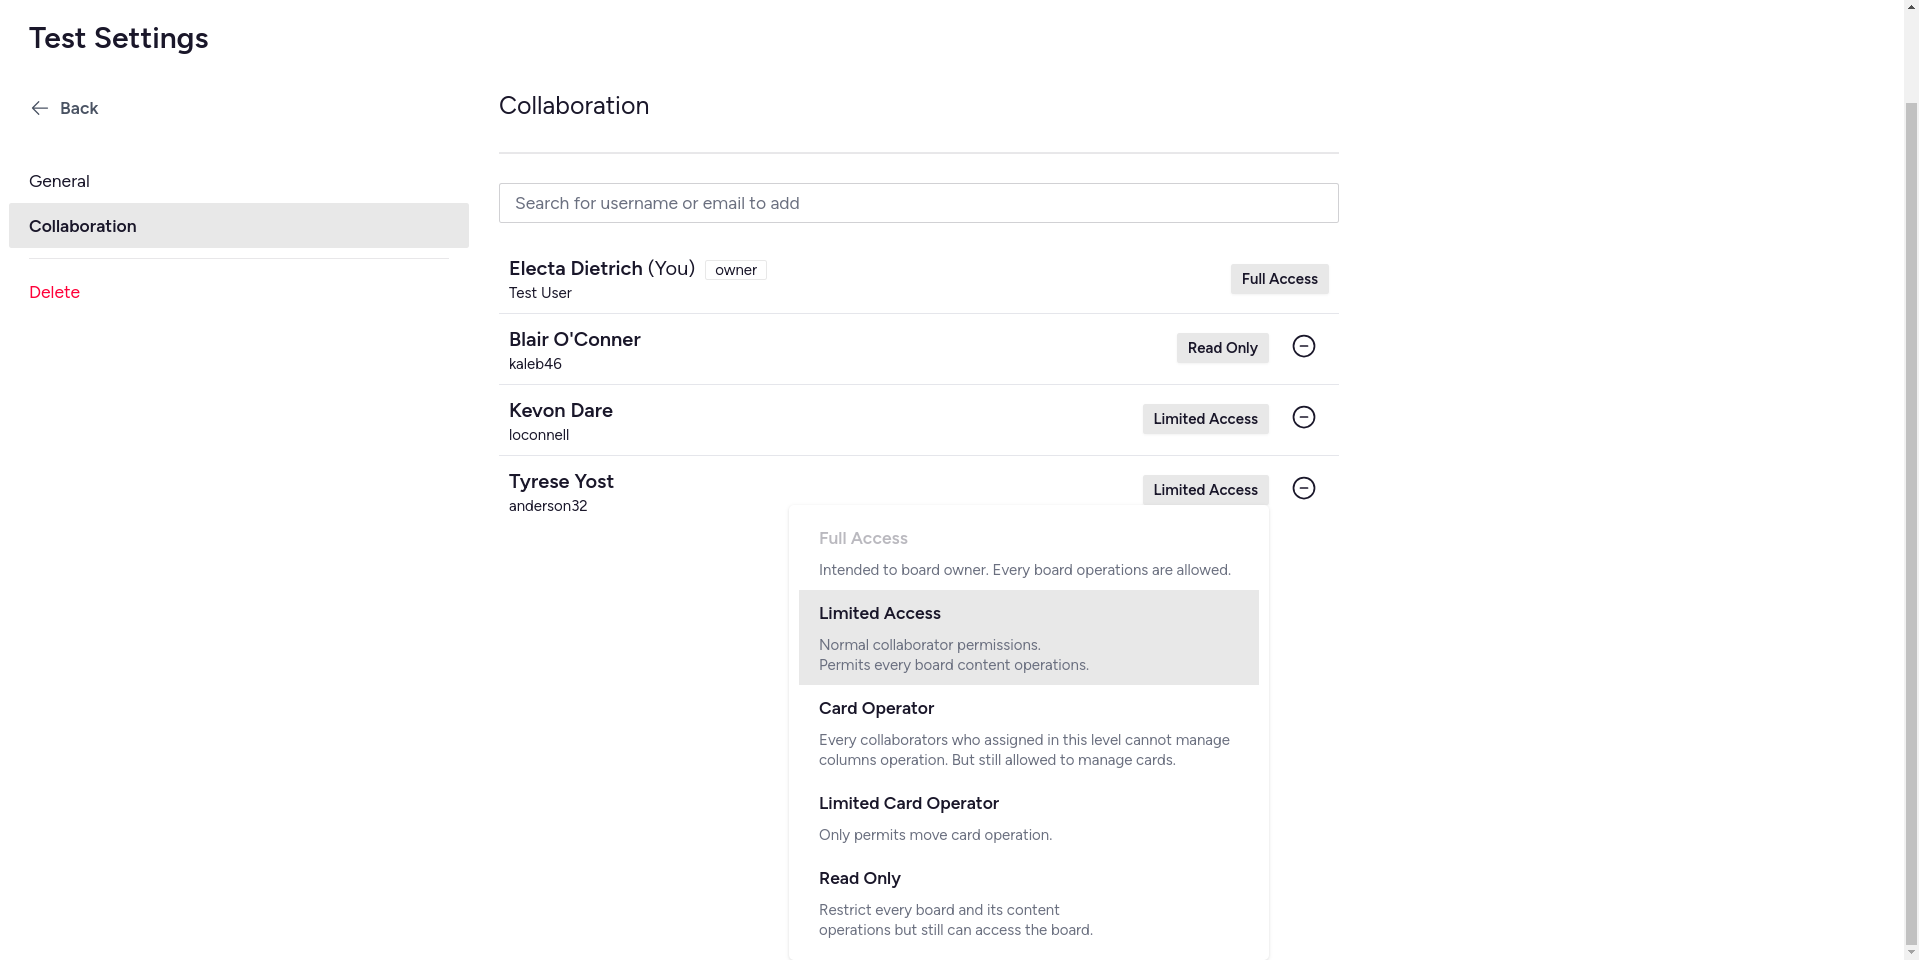 Test Settings
Back
General
Collaboration
Delete
Collaboration
Search for username or email to add
Electa Dietrich (You) owner
Test User
Full Access
Blair O'Conner
kaleb46
Read Only
Kevon Dare
loconnell
Limited Access
Tyrese Yost
anderson32
Limited Access
Full Access
Intended to board owner. Every board operations are allowed.
Limited Access
Normal collaborator permissions.
Permits every board content operations.
Card Operator
Every collaborators who assigned in this level cannot manage
columns operation. But still allowed to manage cards.
Limited Card Operator
Only permits move card operation.
Read Only
Restrict every board and its content
operations but still can access the board.